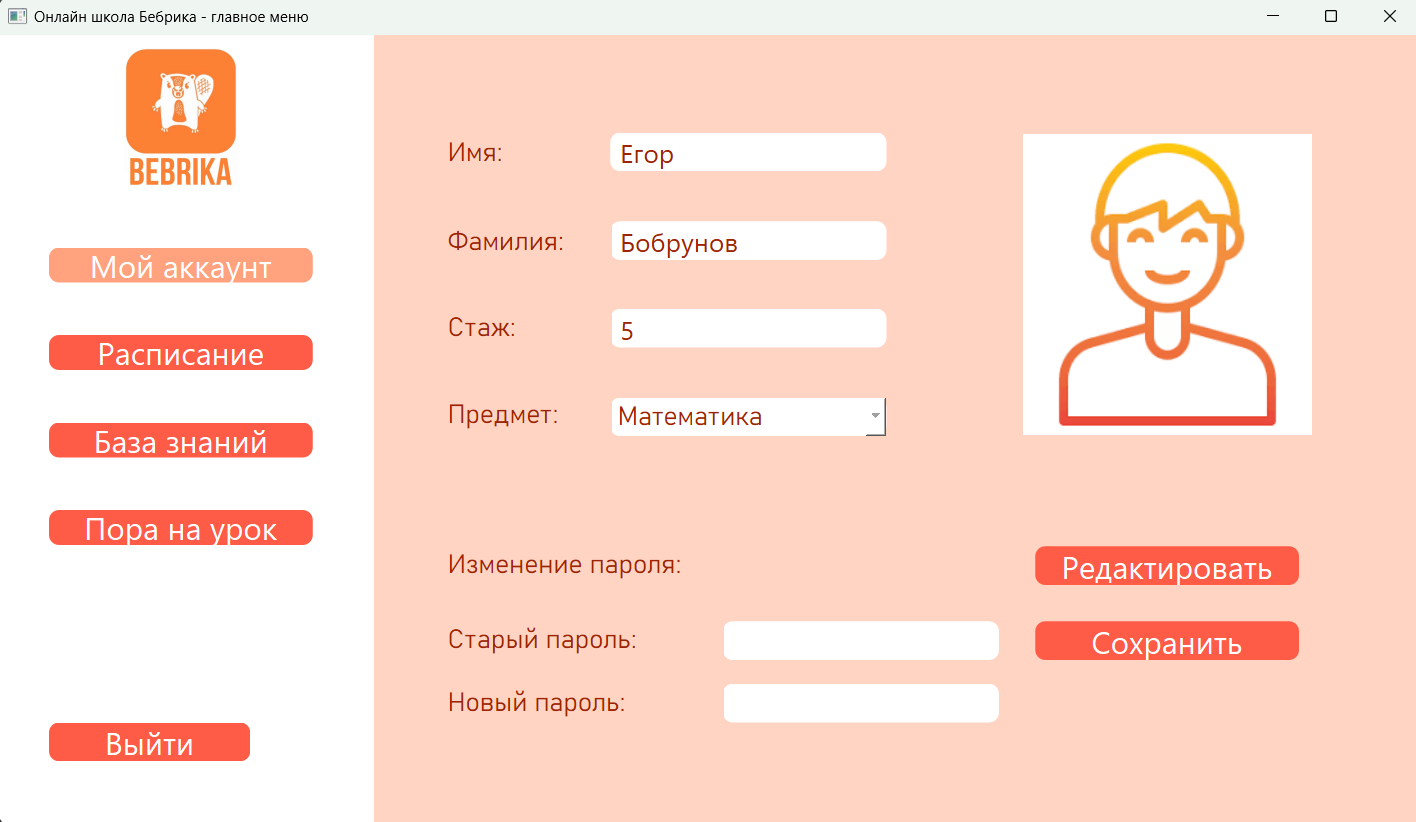 Онлайн школа Бебрика - главное меню
BEBRIKA
Мой аккаунт
Расписание
База знаний
Пора на урок
Выйти
Имя: Егор
Фамилия: Бобрунов
Стаж: 5
Предмет: Математика
Изменение пароля:
Редактировать
Старый пароль:
Сохранить
Новый пароль: